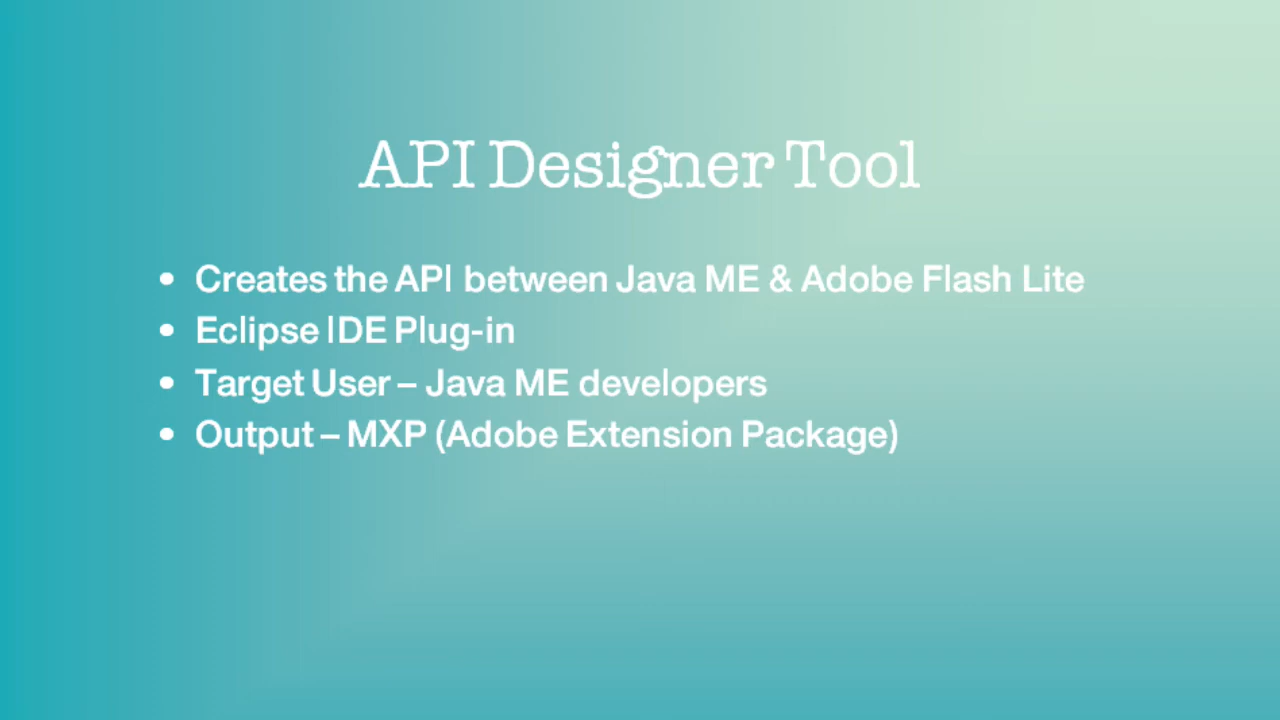 API Designer Tool
• Creates the API between Java ME & Adobe Flash Lite
• Eclipse IDE Plug-in
• Target User – Java ME developers
• Output – MXP (Adobe Extension Package)